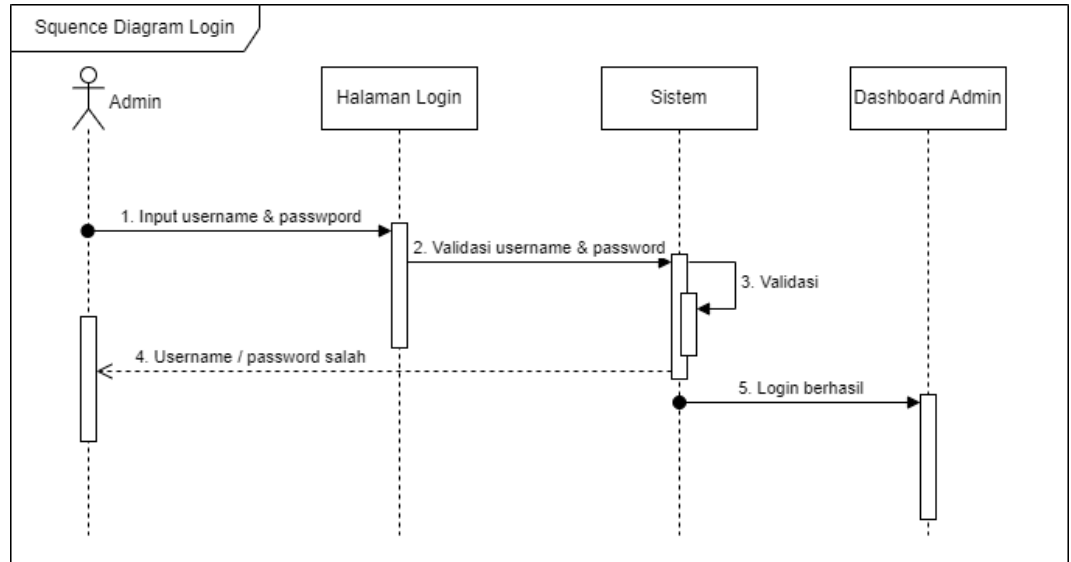 Squence Diagram Login
Admin
Halaman Login
Sistem
Dashboard Admin
1. Input username & passwpord
2. Validasi username & password
3. Validasi
4. Username / password salah
5. Login berhasil